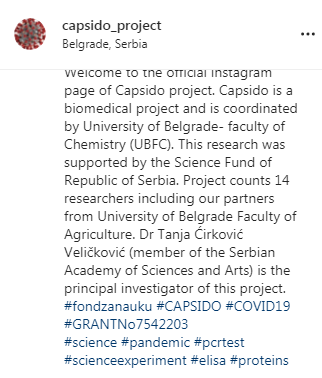 capsido_project
Belgrade, Serbia
Welcome to the official instagram
page of Capsido project. Capsido is a
biomedical project and is coordinated
by University of Belgrade- faculty of
Chemistry (UBFC). This research was
supported by the Science Fund of
Republic of Serbia. Project counts 14
researchers including our partners
from University of Belgrade Faculty of
Agriculture. Dr Tanja Ćirković
Veličković (member of the Serbian
Academy of Sciences and Arts) is the
principal investigator of this project.
#fondzanauku #CAPSIDO #COVID19
#GRANTNo7542203
#science #pandemic #pcrtest
#scienceexperiment #elisa #proteins